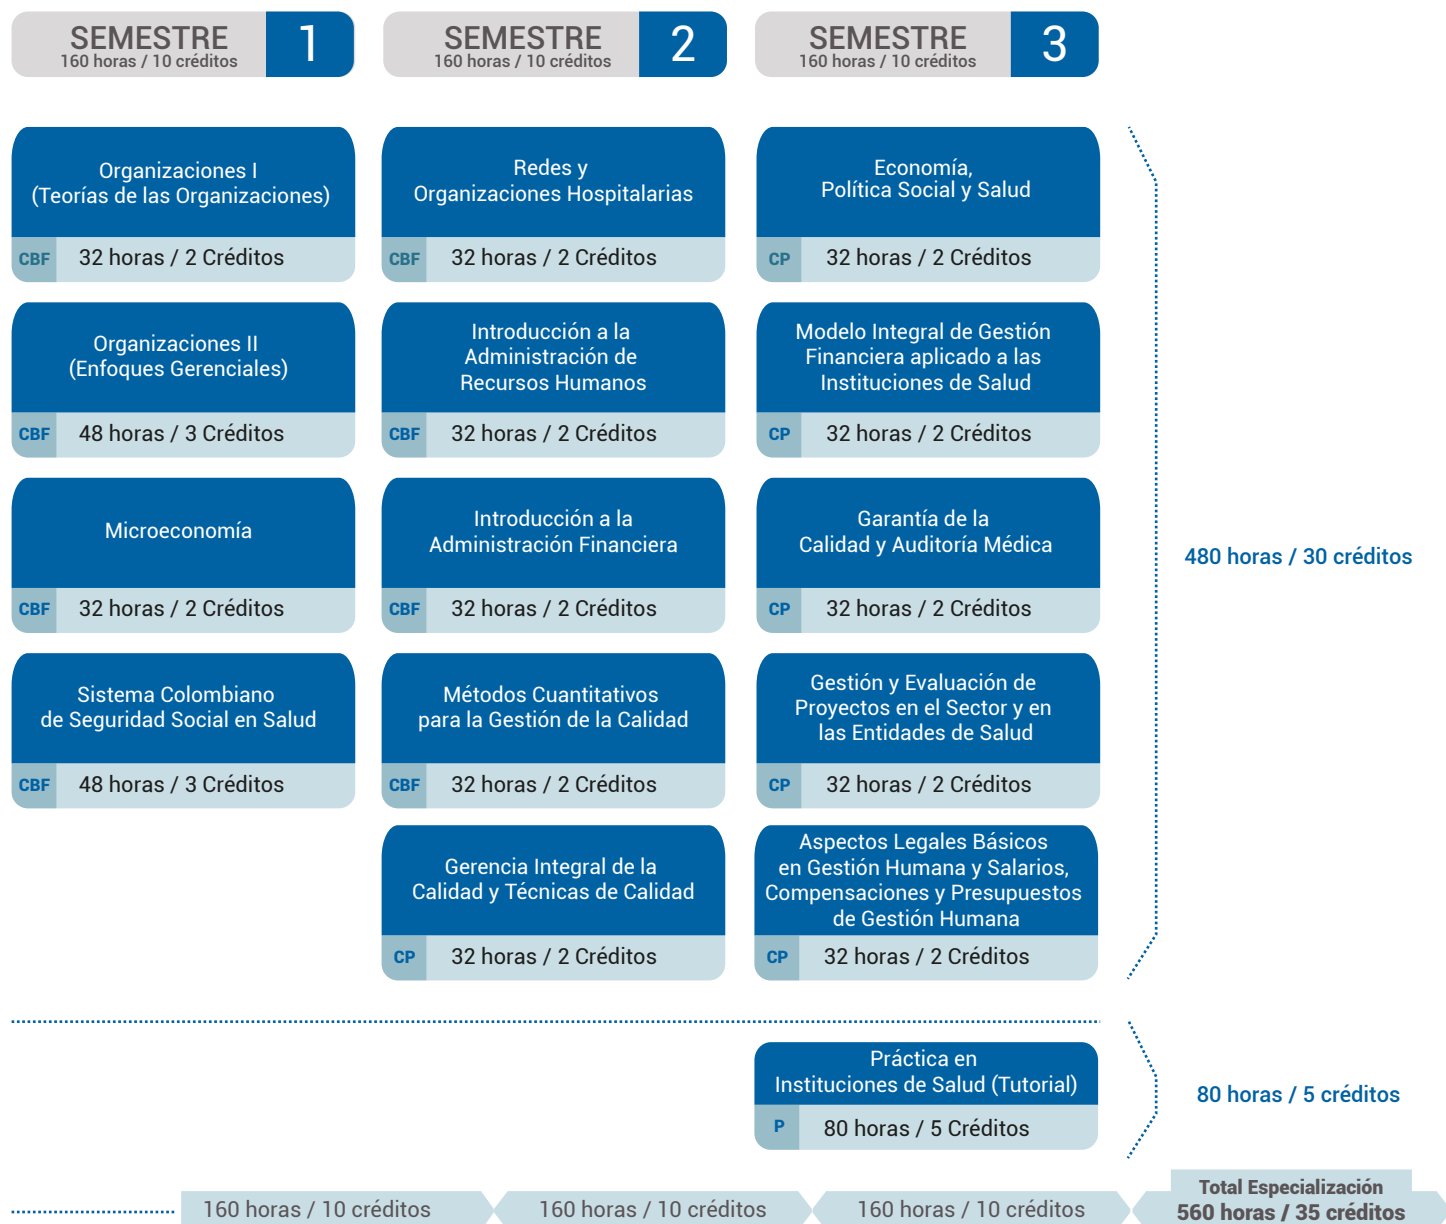 SEMESTRE
160 horas / 10 créditos
1
SEMESTRE
160 horas / 10 créditos
2
SEMESTRE
160 horas / 10 créditos
3
Organizaciones I
(Teorías de las Organizaciones)
CBF 32 horas / 2 Créditos
Redes y
Organizaciones Hospitalarias
CBF 32 horas / 2 Créditos
Economía,
Política Social y Salud
CP 32 horas / 2 Créditos
Organizaciones II
(Enfoques Gerenciales)
CBF 48 horas / 3 Créditos
Introducción a la
Administración de
Recursos Humanos
CBF 32 horas / 2 Créditos
Modelo Integral de Gestión
Financiera aplicado a las
Instituciones de Salud
CP 32 horas / 2 Créditos
Microeconomía
CBF 32 horas / 2 Créditos
Introducción a la
Administración Financiera
CBF 32 horas / 2 Créditos
Garantía de la
Calidad y Auditoría Médica
CP 32 horas / 2 Créditos
480 horas / 30 créditos
Sistema Colombiano
de Seguridad Social en Salud
CBF 48 horas / 3 Créditos
Métodos Cuantitativos
para la Gestión de la Calidad
CBF 32 horas / 2 Créditos
Gestión y Evaluación de
Proyectos en el Sector y en
las Entidades de Salud
CP 32 horas / 2 Créditos
Gerencia Integral de la
Calidad y Técnicas de Calidad
CP 32 horas / 2 Créditos
Aspectos Legales Básicos
en Gestión Humana y Salarios,
Compensaciones y Presupuestos
de Gestión Humana
CP 32 horas / 2 Créditos
Práctica en
Instituciones de Salud (Tutorial)
P 80 horas / 5 Créditos
80 horas / 5 créditos
160 horas / 10 créditos
160 horas / 10 créditos
160 horas / 10 créditos
Total Especialización
560 horas / 35 créditos